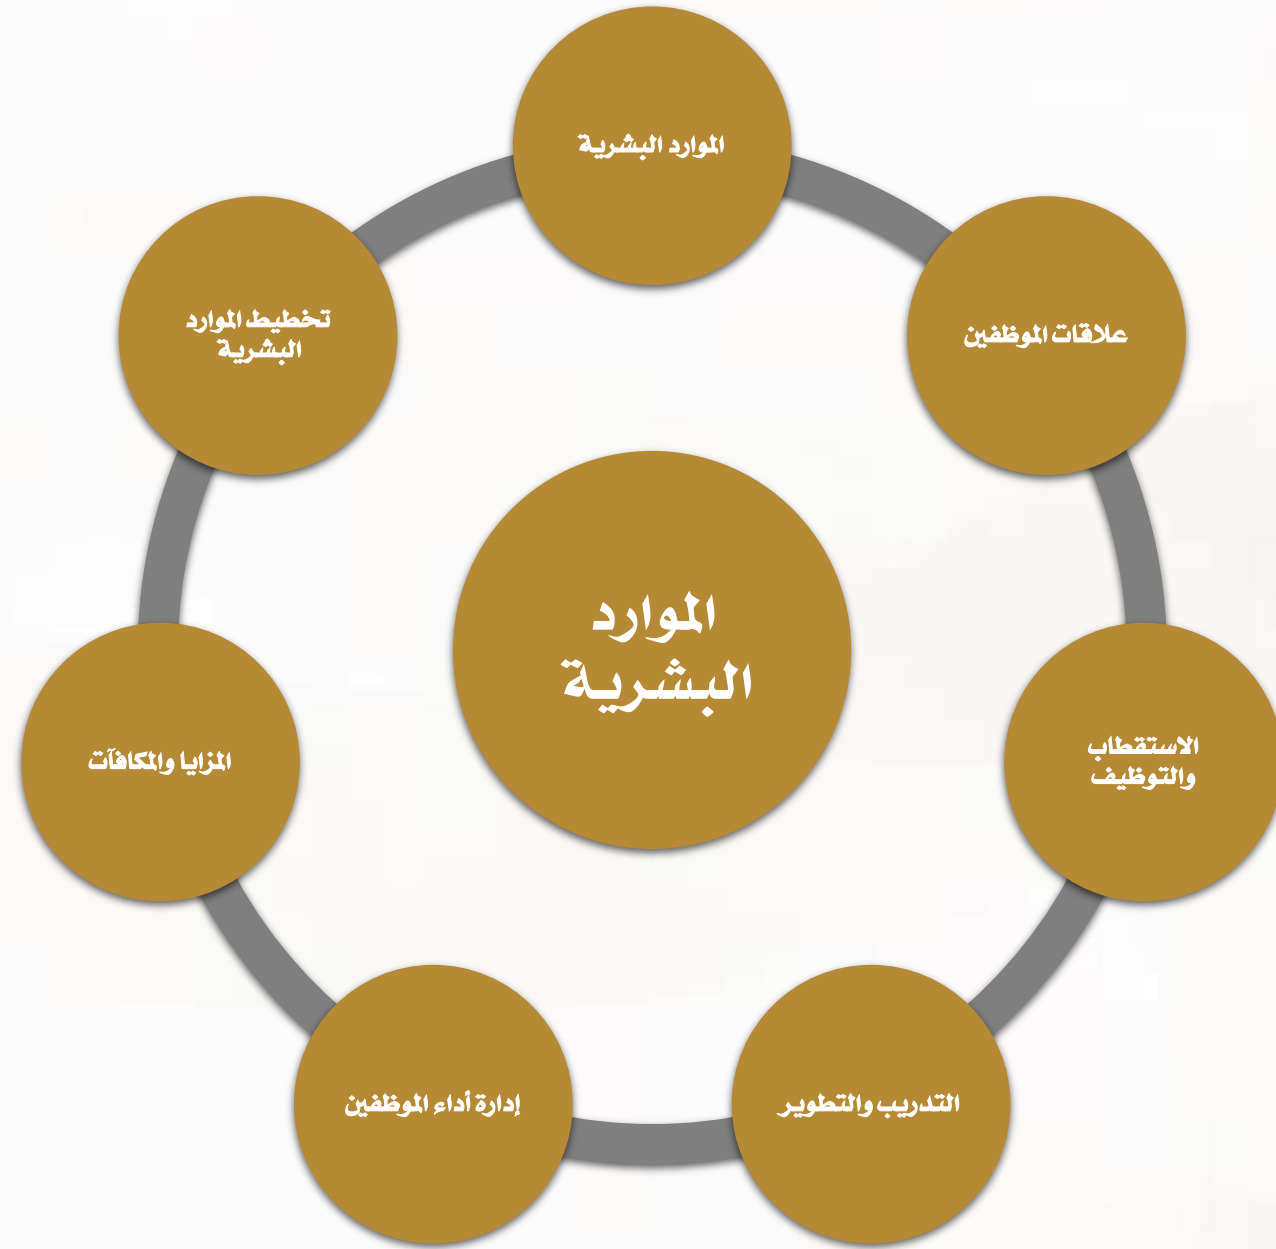 الموارد البشرية
علاقات الموظفين
تخطيط الموارد
البشرية
الموارد
البشرية
الاستقطاب
والتوظيف
المزايا والمكافآت
التدريب والتطوير
إدارة أداء الموظفين